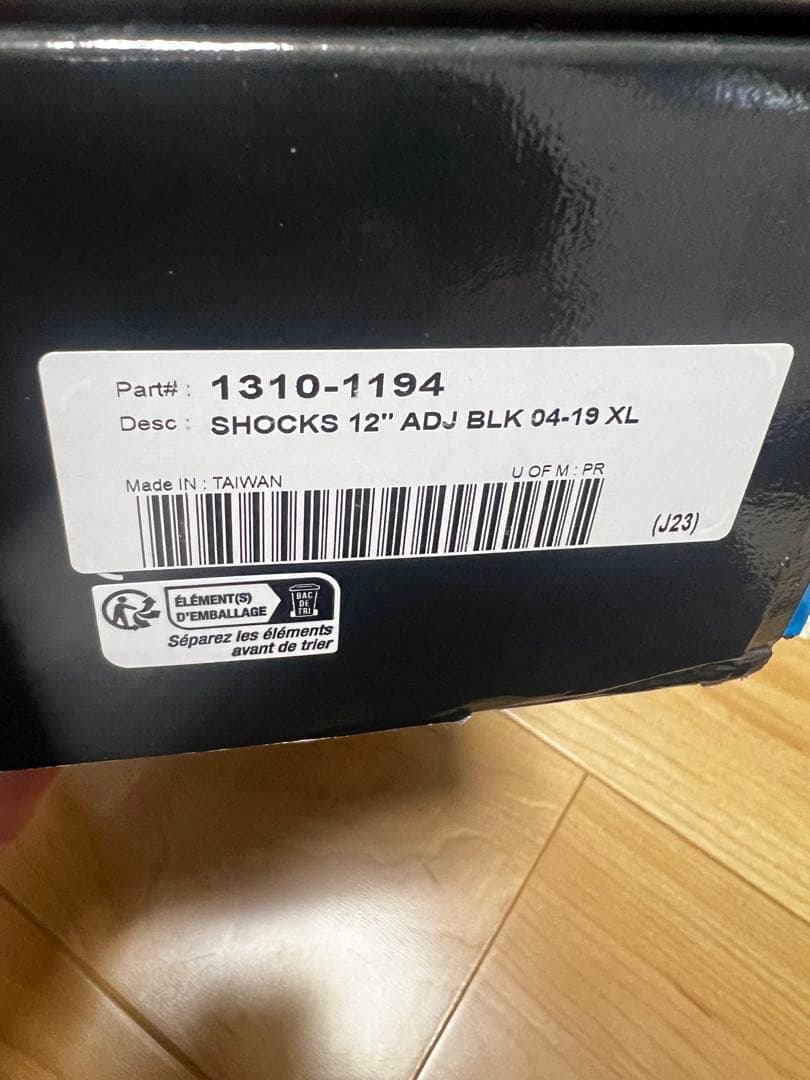 Part# : 1310-1194
Desc : SHOCKS 12" ADJ BLK 04-19 XL
Made IN : TAIWAN
U OF M : PR
(J23)
ÉLÉMENT(S)
D'EMBALLAGE
BAC
DE
TRI
Séparez les éléments
avant de trier